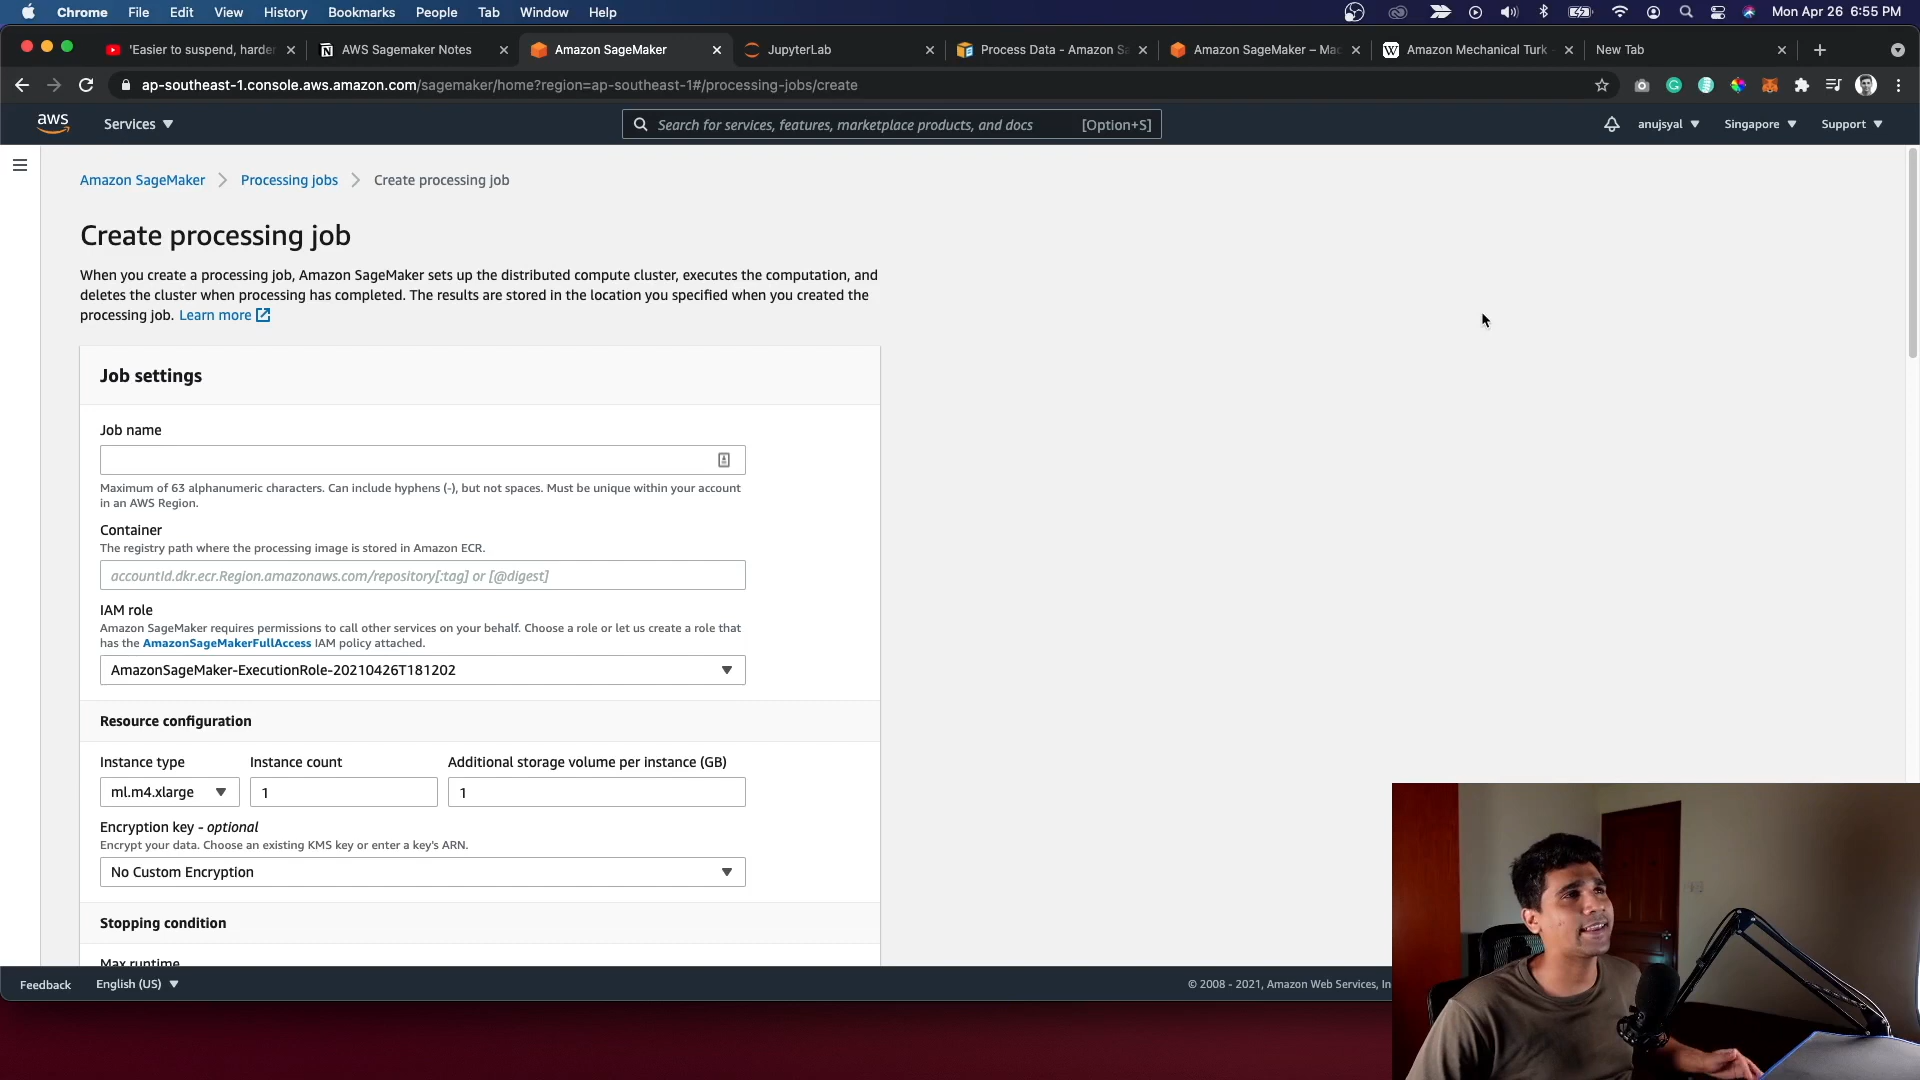 Chrome File Edit View History Bookmarks People Tab Window Help Mon Apr 26 6:55 PM
'Easier to suspend, harder AWS Sagemaker Notes Amazon SageMaker JupyterLab Process Data - Amazon Sa Amazon SageMaker – Mac Amazon Mechanical Turk - New Tab
ap-southeast-1.console.aws.amazon.com/sagemaker/home?region=ap-southeast-1#/processing-jobs/create
aws Services Search for services, features, marketplace products, and docs [Option+S] anujsyal Singapore Support
Amazon SageMaker Processing jobs Create processing job
Create processing job
When you create a processing job, Amazon SageMaker sets up the distributed compute cluster, executes the computation, and
deletes the cluster when processing has completed. The results are stored in the location you specified when you created the
processing job. Learn more
Job settings
Job name
Maximum of 63 alphanumeric characters. Can include hyphens (-), but not spaces. Must be unique within your account
in an AWS Region.
Container
The registry path where the processing image is stored in Amazon ECR.
accountId.dkr.ecr.Region.amazonaws.com/repository[:tag] or [@digest]
IAM role
Amazon SageMaker requires permissions to call other services on your behalf. Choose a role or let us create a role that
has the AmazonSageMakerFullAccess IAM policy attached.
AmazonSageMaker-ExecutionRole-20210426T181202
Resource configuration
Instance type Instance count Additional storage volume per instance (GB)
ml.m4.xlarge 1 1
Encryption key - optional
Encrypt your data. Choose an existing KMS key or enter a key's ARN.
No Custom Encryption
Stopping condition
Max runtime
Feedback English (US) © 2008 - 2021, Amazon Web Services, In